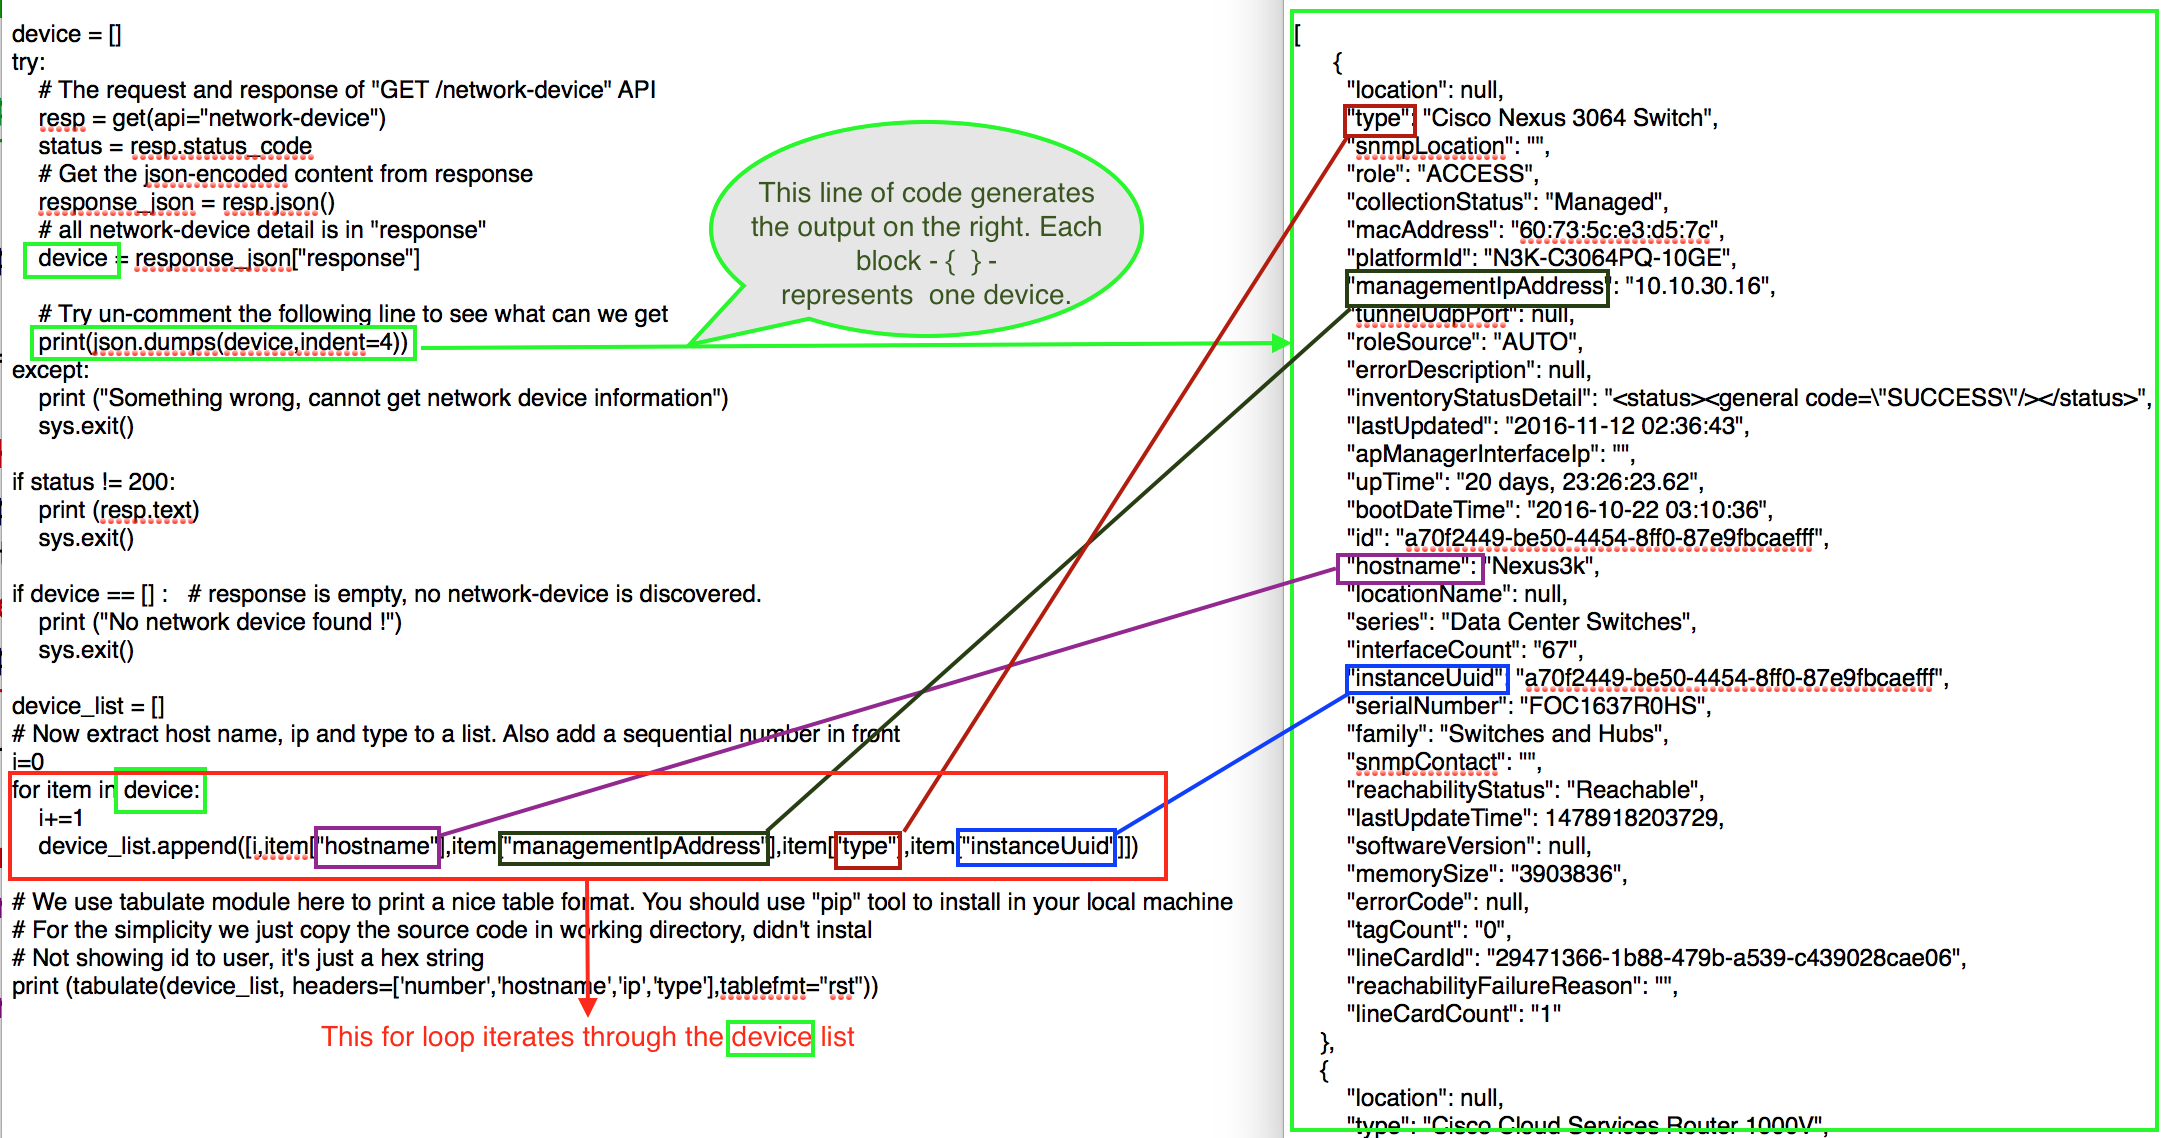 device = []
try:
# The request and response of "GET /network-device" API
resp = get(api="network-device")
status = resp.status_code
# Get the json-encoded content from response
response_json = resp.json()
# all network-device detail is in "response"
device = response_json["response"]
# Try un-comment the following line to see what can we get
print(json.dumps(device,indent=4))
except:
print ("Something wrong, cannot get network device information")
sys.exit()
if status != 200:
print (resp.text)
sys.exit()
if device == [] :   # response is empty, no network-device is discovered.
print ("No network device found !")
sys.exit()
device_list = []
# Now extract host name, ip and type to a list. Also add a sequential number in front
i=0
for item in device:
i+=1
device_list.append([i,item["hostname"],item["managementIpAddress"],item["type"],item["instanceUuid"]])
# We use tabulate module here to print a nice table format. You should use "pip" tool to install in your local machine
# For the simplicity we just copy the source code in working directory, didn't instal
# Not showing id to user, it's just a hex string
print (tabulate(device_list, headers=['number','hostname','ip','type'],tablefmt="rst"))
This for loop iterates through the device list
This line of code generates
the output on the right. Each
block - { } -
represents one device.
[
{
"location": null,
"type": "Cisco Nexus 3064 Switch",
"snmpLocation": "",
"role": "ACCESS",
"collectionStatus": "Managed",
"macAddress": "60:73:5c:e3:d5:7c",
"platformId": "N3K-C3064PQ-10GE",
"managementIpAddress": "10.10.30.16",
"tunnelUdpPort": null,
"roleSource": "AUTO",
"errorDescription": null,
"inventoryStatusDetail": "<status><general code=\"SUCCESS\"/></status>",
"lastUpdated": "2016-11-12 02:36:43",
"apManagerInterfaceIp": "",
"upTime": "20 days, 23:26:23.62",
"bootDateTime": "2016-10-22 03:10:36",
"id": "a70f2449-be50-4454-8ff0-87e9fbcaefff",
"hostname": "Nexus3k",
"locationName": null,
"series": "Data Center Switches",
"interfaceCount": "67",
"instanceUuid": "a70f2449-be50-4454-8ff0-87e9fbcaefff",
"serialNumber": "FOC1637R0HS",
"family": "Switches and Hubs",
"snmpContact": "",
"reachabilityStatus": "Reachable",
"lastUpdateTime": 1478918203729,
"softwareVersion": null,
"memorySize": "3903836",
"errorCode": null,
"tagCount": "0",
"lineCardId": "29471366-1b88-479b-a539-c439028cae06",
"reachabilityFailureReason": "",
"lineCardCount": "1"
},
{
"location": null,
"type": "Cisco Cloud Services Router 1000V",